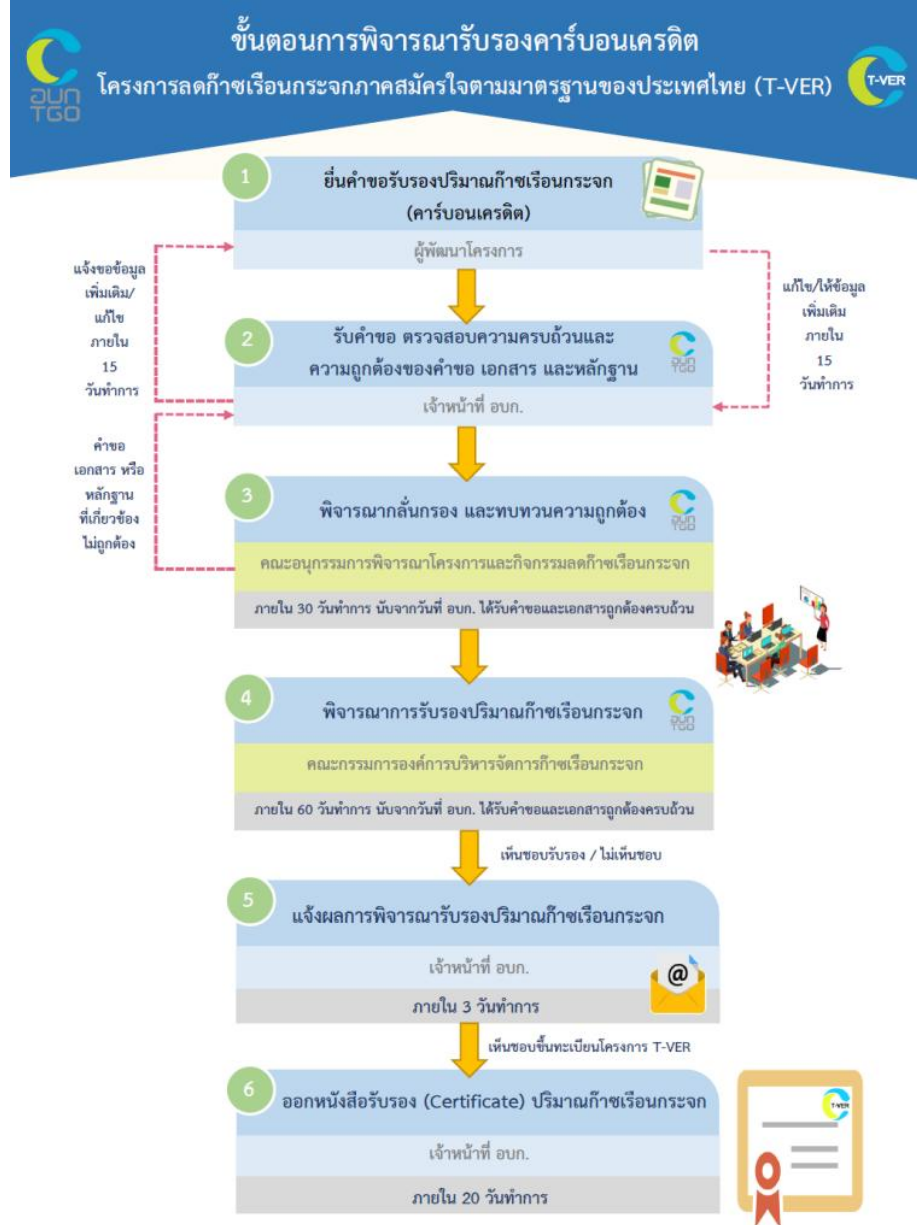 ขั้นตอนการพิจารณารับรองคาร์บอนเครดิต
โครงการลดก๊าซเรือนกระจกภาคสมัครใจตามมาตรฐานของประเทศไทย (T-VER)
อบก
TGO
T-VER
1
ยื่นคำขอรับรองปริมาณก๊าซเรือนกระจก
(คาร์บอนเครดิต)
ผู้พัฒนาโครงการ
แจ้งขอข้อมูล
เพิ่มเติม/
แก้ไข
ภายใน
15
วันทำการ
แก้ไข/ให้ข้อมูล
เพิ่มเติม
ภายใน
15
วันทำการ
2
รับคำขอ ตรวจสอบความครบถ้วนและ
ความถูกต้องของคำขอ เอกสาร และหลักฐาน
อบก
TGO
เจ้าหน้าที่ อบก.
คำขอ
เอกสาร หรือ
หลักฐาน
ที่เกี่ยวข้อง
ไม่ถูกต้อง
3
พิจารณากลั่นกรอง และทบทวนความถูกต้อง
อบก
TGO
คณะอนุกรรมการพิจารณาโครงการและกิจกรรมลดก๊าซเรือนกระจก
ภายใน 30 วันทำการ นับจากวันที่ อบก. ได้รับคำขอและเอกสารถูกต้องครบถ้วน
4
พิจารณาการรับรองปริมาณก๊าซเรือนกระจก
อบก
TGO
คณะกรรมการองค์การบริหารจัดการก๊าซเรือนกระจก
ภายใน 60 วันทำการ นับจากวันที่ อบก. ได้รับคำขอและเอกสารถูกต้องครบถ้วน
เห็นชอบรับรอง / ไม่เห็นชอบ
5
แจ้งผลการพิจารณารับรองปริมาณก๊าซเรือนกระจก
เจ้าหน้าที่ อบก.
@
ภายใน 3 วันทำการ
เห็นชอบขึ้นทะเบียนโครงการ T-VER
6
ออกหนังสือรับรอง (Certificate) ปริมาณก๊าซเรือนกระจก
T-VER
เจ้าหน้าที่ อบก.
ภายใน 20 วันทำการ